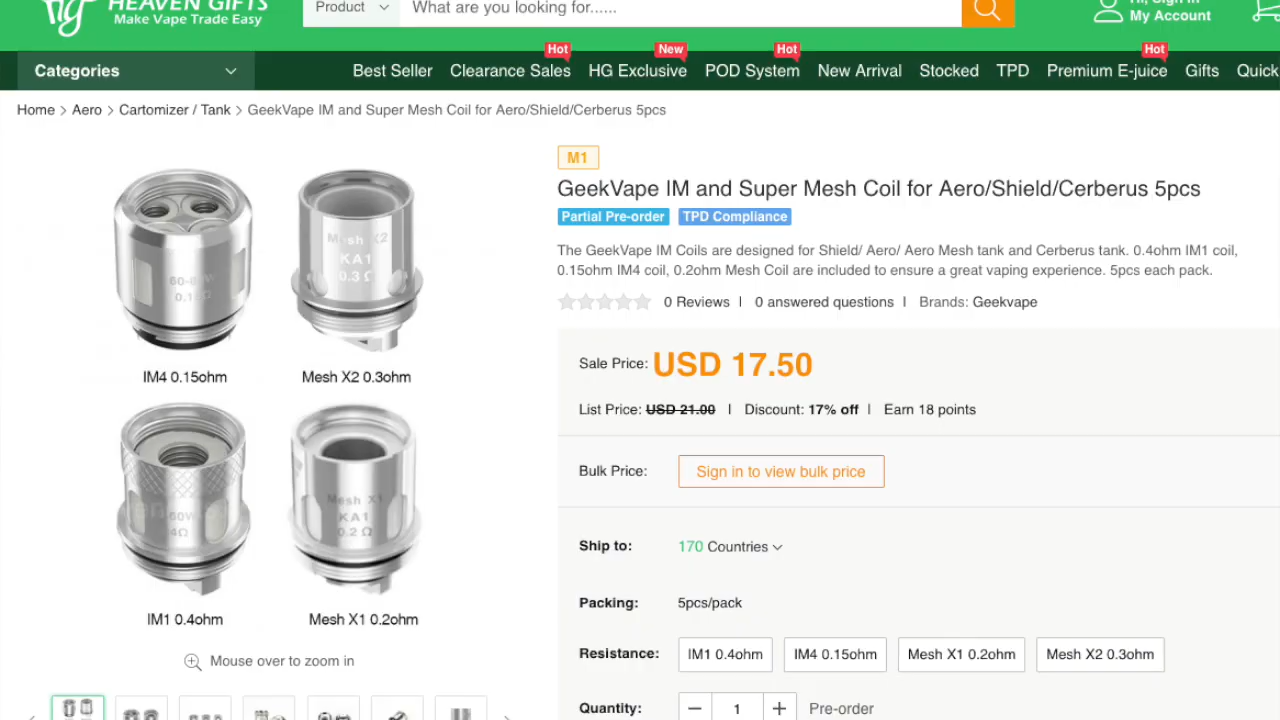 HEAVEN GIFTS
Make Vape Trade Easy
Product
What are you looking for......
Hi, Sign in
My Account
Hot
New
Hot
Hot
Categories
Best Seller
Clearance Sales
HG Exclusive
POD System
New Arrival
Stocked
TPD
Premium E-juice
Gifts
Quick
Home > Aero > Cartomizer / Tank > GeekVape IM and Super Mesh Coil for Aero/Shield/Cerberus 5pcs
M1
GeekVape IM and Super Mesh Coil for Aero/Shield/Cerberus 5pcs
Partial Pre-order
TPD Compliance
The GeekVape IM Coils are designed for Shield/ Aero/ Aero Mesh tank and Cerberus tank. 0.4ohm IM1 coil,
0.15ohm IM4 coil, 0.2ohm Mesh Coil are included to ensure a great vaping experience. 5pcs each pack.
0 Reviews | 0 answered questions | Brands: Geekvape
Sale Price: USD 17.50
List Price: USD 21.00 | Discount: 17% off | Earn 18 points
Bulk Price:
Sign in to view bulk price
Ship to:
170 Countries
Packing:
5pcs/pack
Resistance:
IM1 0.4ohm
IM4 0.15ohm
Mesh X1 0.2ohm
Mesh X2 0.3ohm
Quantity:
− 1 +
Pre-order
Mesh X2
KA1
0.3 Ω
IM4 0.15ohm
Mesh X2 0.3ohm
Mesh X1
KA1
0.2 Ω
IM1 0.4ohm
Mesh X1 0.2ohm
Mouse over to zoom in